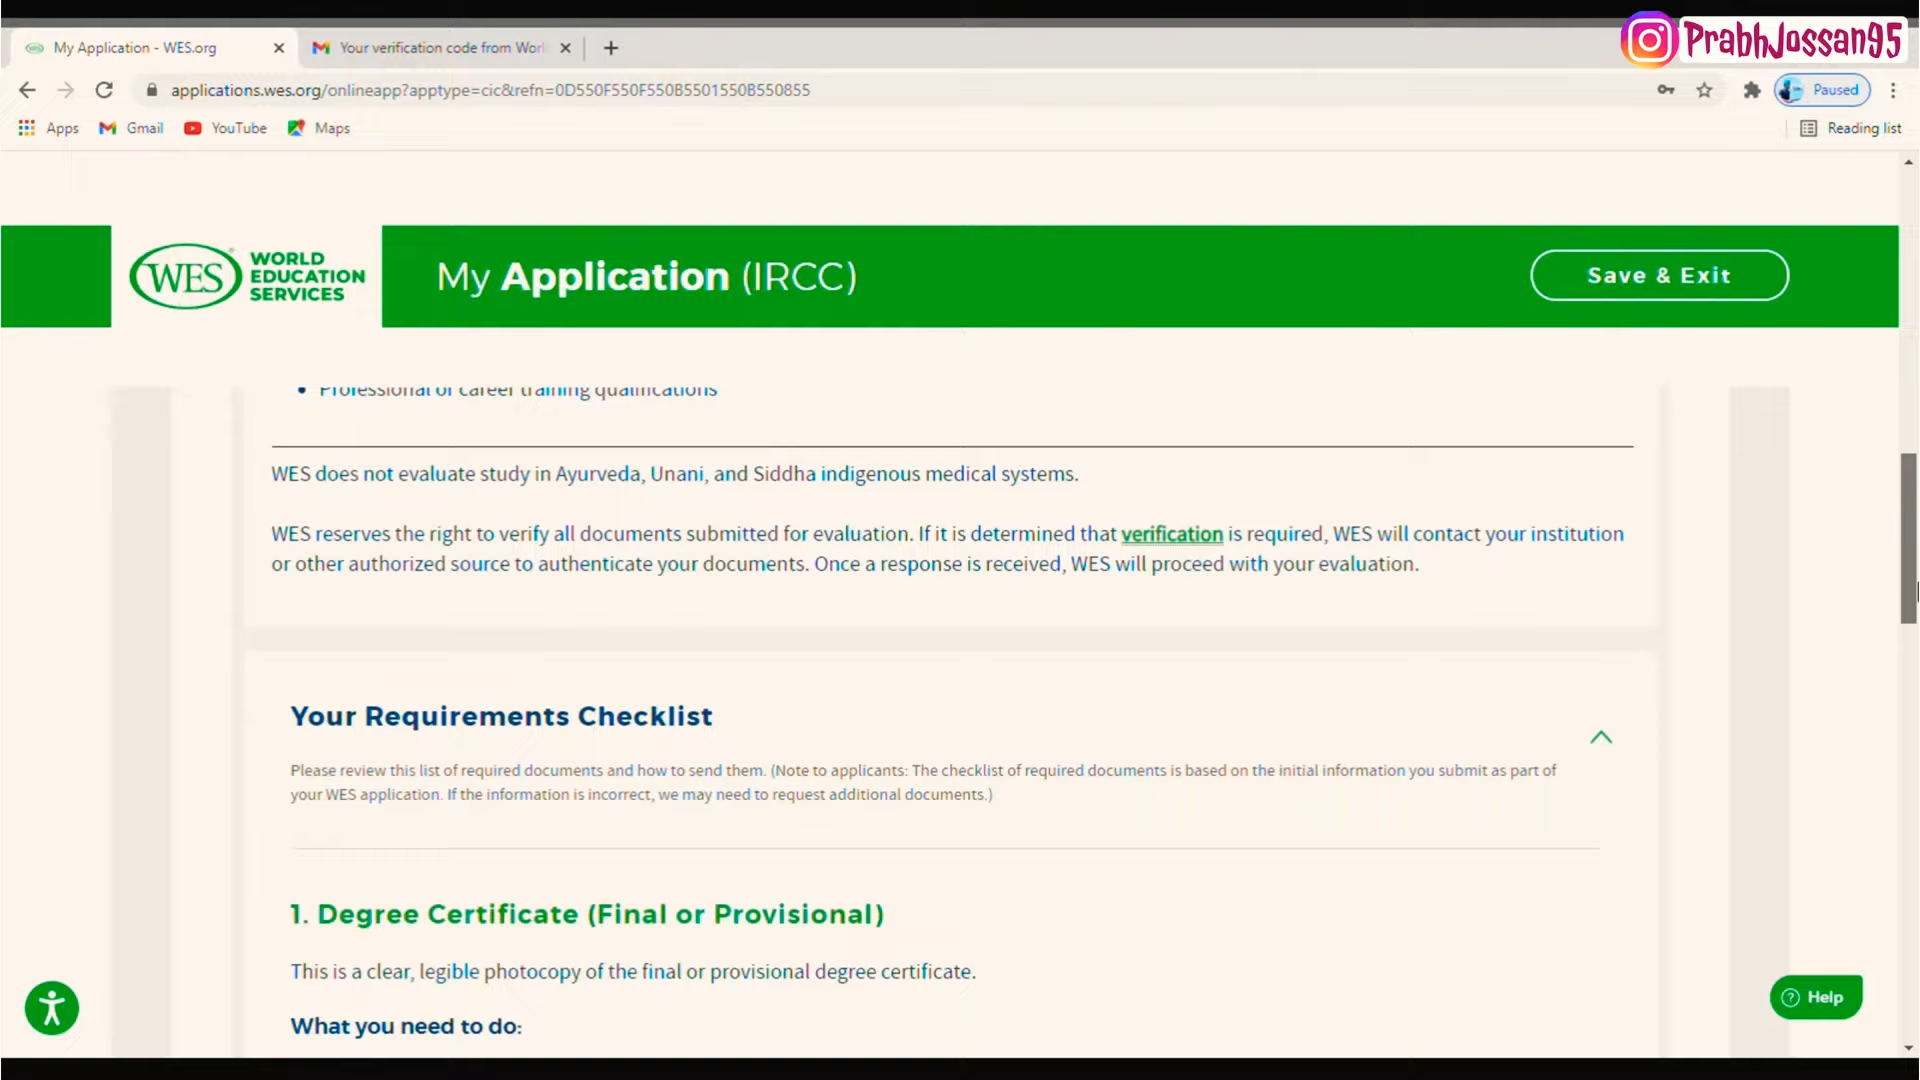 PrabhJossan95
My Application - WES.org
Your verification code from Worl
applications.wes.org/onlineapp?apptype=cic&refn=0D550F550F550B5501550B550855
Paused
Apps
Gmail
YouTube
Maps
Reading list
WES
WORLD
EDUCATION
SERVICES
My Application (IRCC)
Save & Exit
• Professional or career training qualifications
WES does not evaluate study in Ayurveda, Unani, and Siddha indigenous medical systems.
WES reserves the right to verify all documents submitted for evaluation. If it is determined that verification is required, WES will contact your institution
or other authorized source to authenticate your documents. Once a response is received, WES will proceed with your evaluation.
Your Requirements Checklist
Please review this list of required documents and how to send them. (Note to applicants: The checklist of required documents is based on the initial information you submit as part of
your WES application. If the information is incorrect, we may need to request additional documents.)
1. Degree Certificate (Final or Provisional)
This is a clear, legible photocopy of the final or provisional degree certificate.
What you need to do:
Help